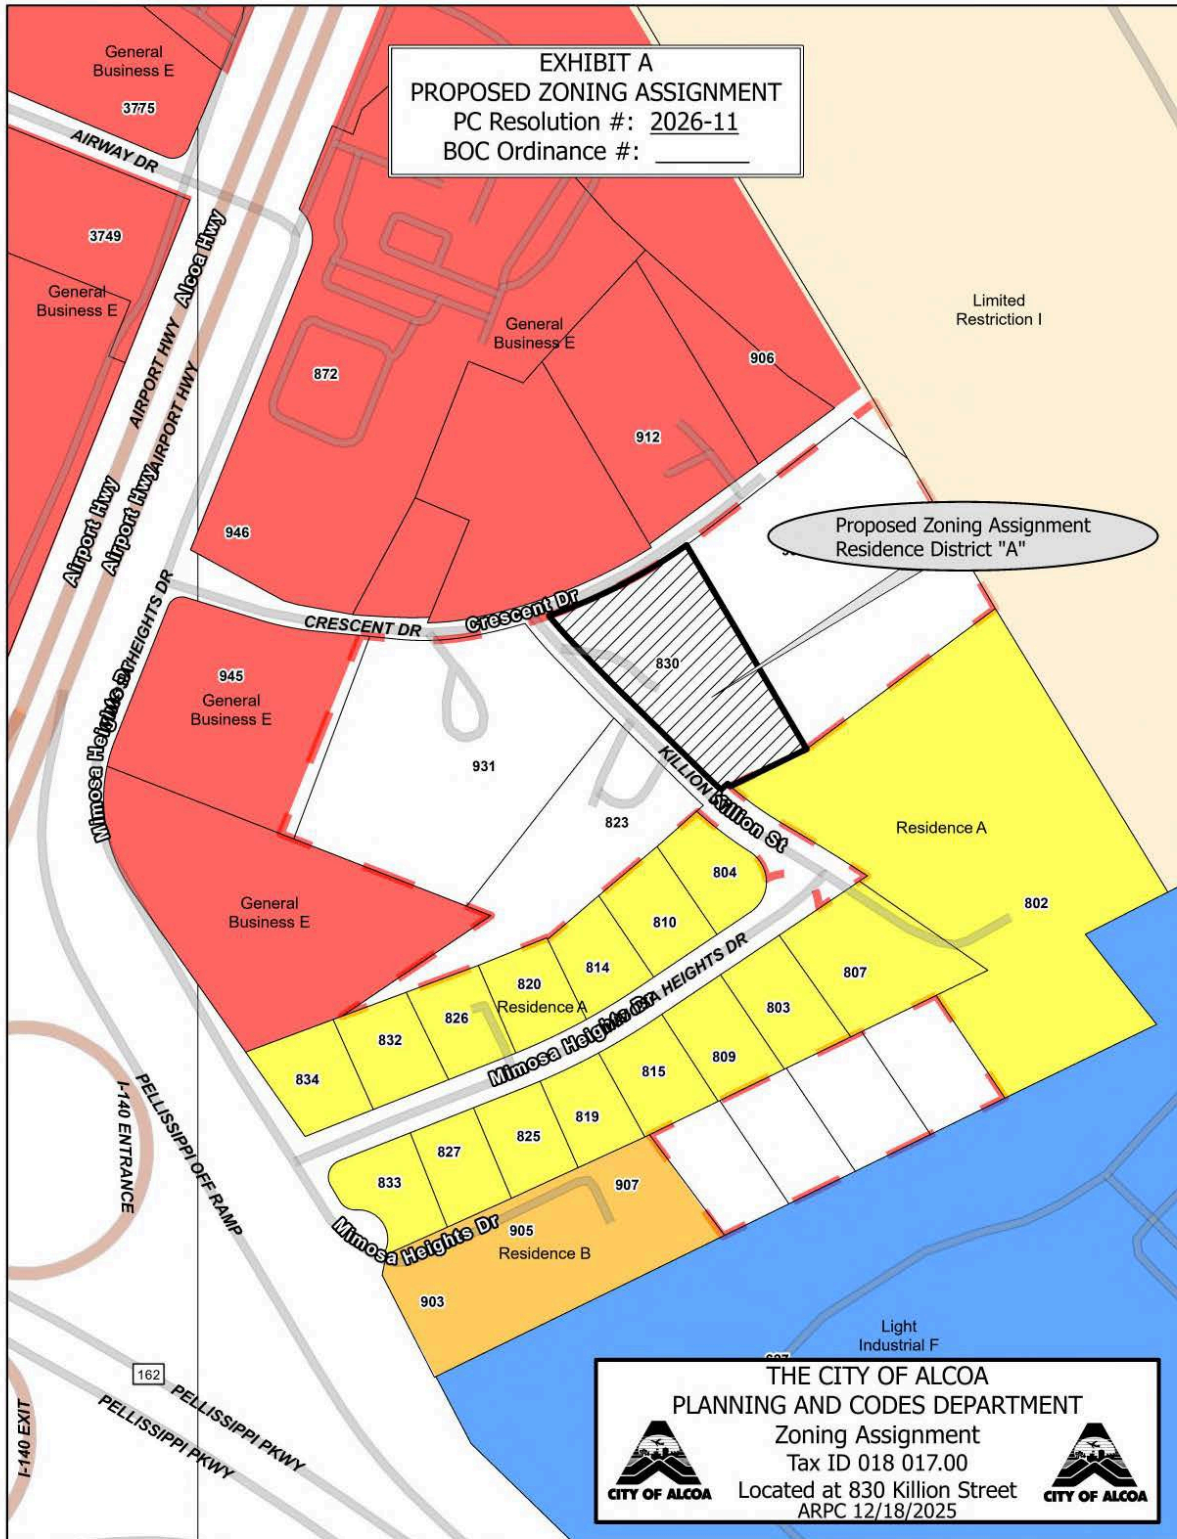 EXHIBIT A
PROPOSED ZONING ASSIGNMENT
PC Resolution #: 2026-11
BOC Ordinance #: ________
General
Business E
3775
AIRWAY DR
3749
General
Business E
AIRPORT HWY
Alcoa Hwy
AIRPORT HWY
Airport Hwy
Airport Hwy
872
General
Business E
906
912
946
Limited
Restriction I
Proposed Zoning Assignment
Residence District "A"
CRESCENT DR
Crescent Dr
830
945
General
Business E
Mimosa Heights Dr
HEIGHTS DR
931
823
KILLION
Killion St
Residence A
802
General
Business E
804
810
814
820
Residence A
826
832
834
Mimosa Heights Dr
HEIGHTS DR
807
803
809
815
819
825
827
833
907
905
Residence B
903
Mimosa Heights Dr
I-140 ENTRANCE
PELLISSIPPI OFF RAMP
162
PELLISSIPPI PKWY
PELLISSIPPI PKWY
I-140 EXIT
Light
Industrial F
THE CITY OF ALCOA
PLANNING AND CODES DEPARTMENT
Zoning Assignment
Tax ID 018 017.00
Located at 830 Killion Street
ARPC 12/18/2025
CITY OF ALCOA
CITY OF ALCOA